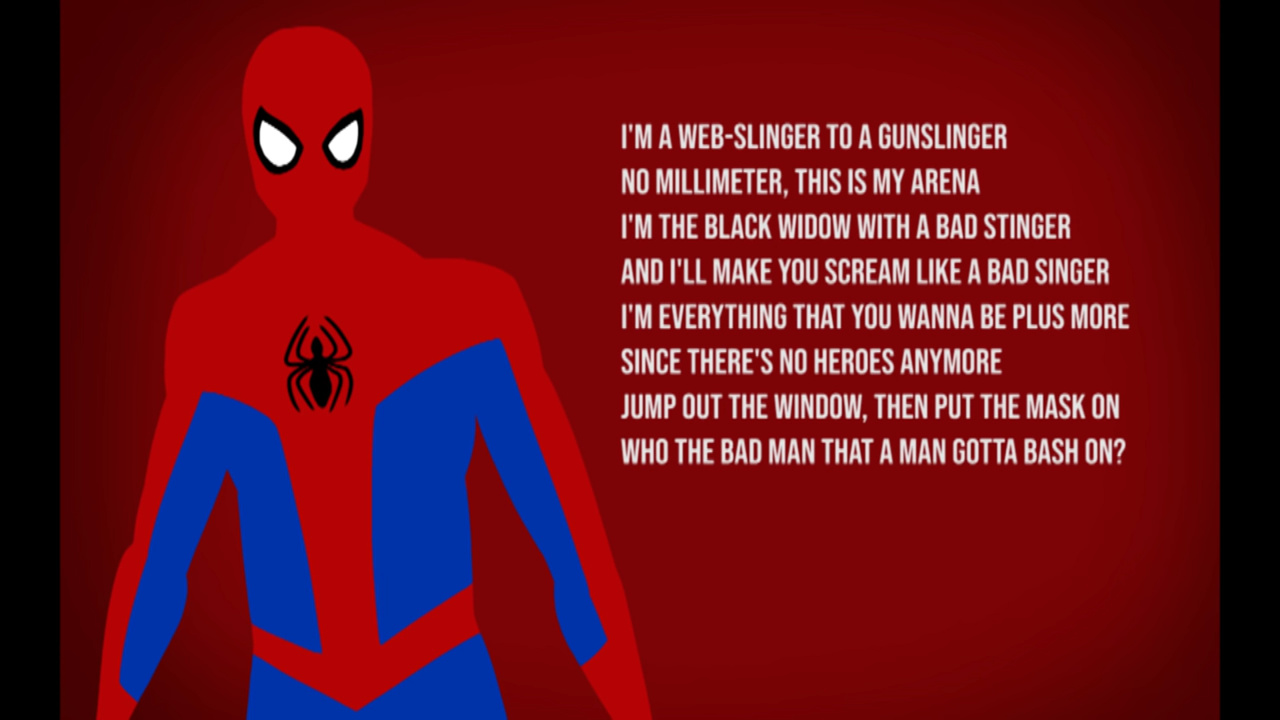 I'M A WEB-SLINGER TO A GUNSLINGER
NO MILLIMETER, THIS IS MY ARENA
I'M THE BLACK WIDOW WITH A BAD STINGER
AND I'LL MAKE YOU SCREAM LIKE A BAD SINGER
I'M EVERYTHING THAT YOU WANNA BE PLUS MORE
SINCE THERE'S NO HEROES ANYMORE
JUMP OUT THE WINDOW, THEN PUT THE MASK ON
WHO THE BAD MAN THAT A MAN GOTTA BASH ON?